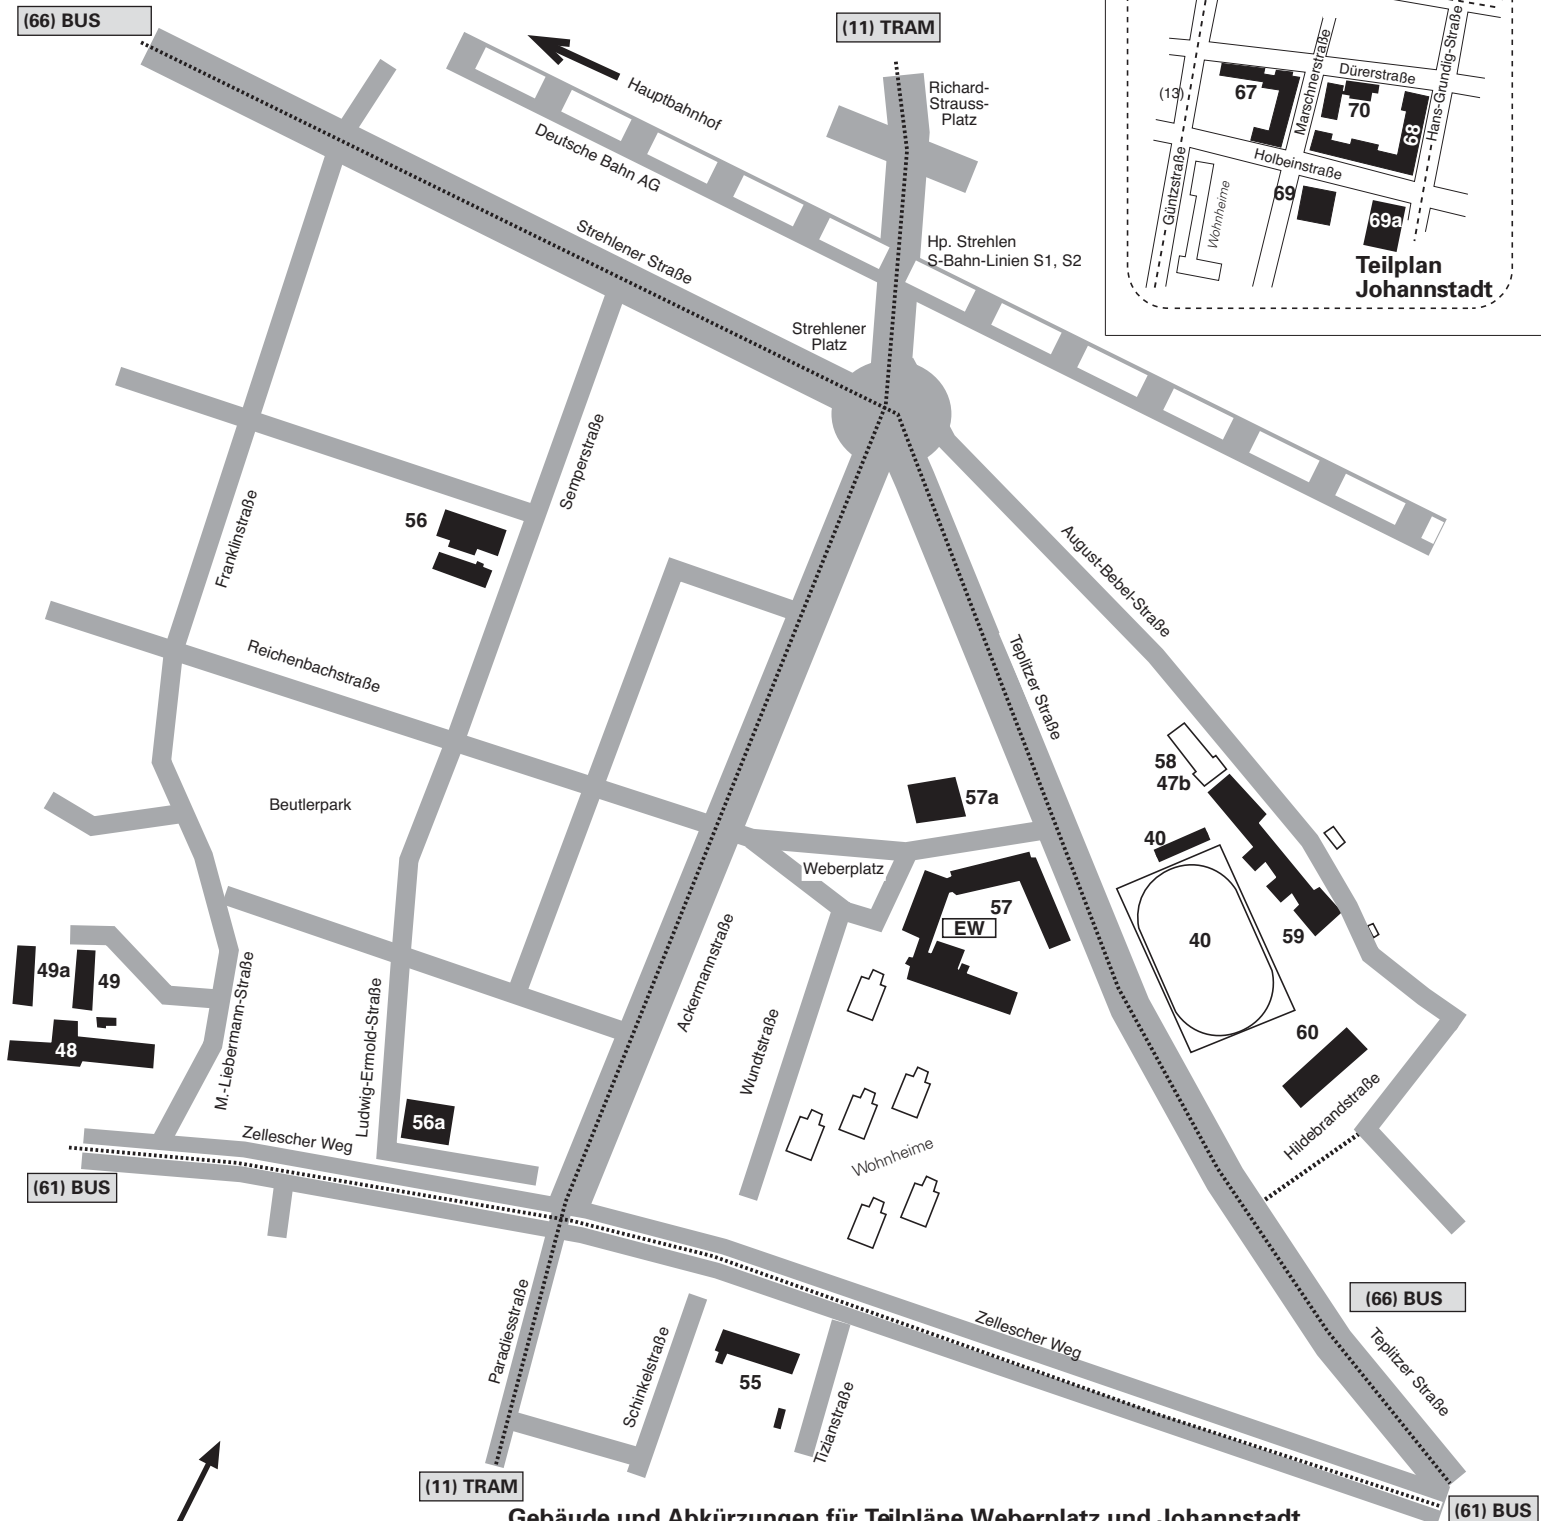 (66) BUS
(11) TRAM
Hauptbahnhof
Deutsche Bahn AG
Richard-
Strauss-
Platz
Hp. Strehlen
S-Bahn-Linien S1, S2
Strehlener Straße
Strehlener
Platz
(13)
67
Marschnerstraße
Dürerstraße
70
68
Hans-Grundig-Straße
Holbeinstraße
Güntzstraße
Wohnheime
69
69a
Teilplan
Johannstadt
Franklinstraße
56
Semperstraße
August-Bebel-Straße
Reichenbachstraße
Teplitzer Straße
58
47b
57a
Beutlerpark
40
Weberplatz
57
EW
40
59
49a
49
48
M.-Liebermann-Straße
Ludwig-Ermold-Straße
Ackermannstraße
Wundtstraße
60
Hildebrandstraße
56a
Zellescher Weg
Wohnheime
(61) BUS
(66) BUS
Paradiesstraße
Schinkelstraße
55
Tizianstraße
Zellescher Weg
Teplitzer Straße
(11) TRAM
(61) BUS
Gebäude und Abkürzungen für Teilpläne Weberplatz und Johannstadt